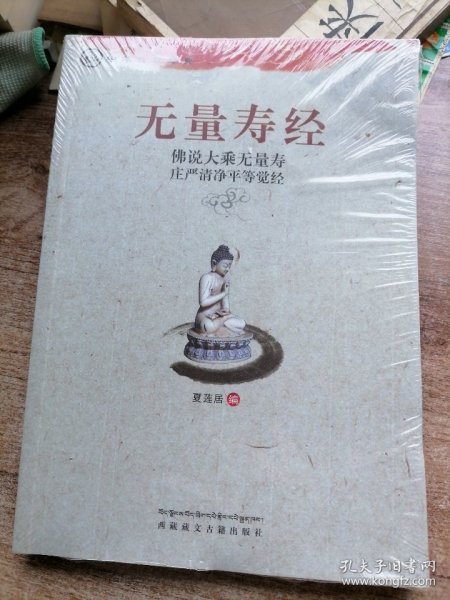 无量寿经
佛说大乘无量寿
庄严清净平等觉经
夏莲居 编
西藏藏文古籍出版社
孔夫子旧书网
www.kongfz.com